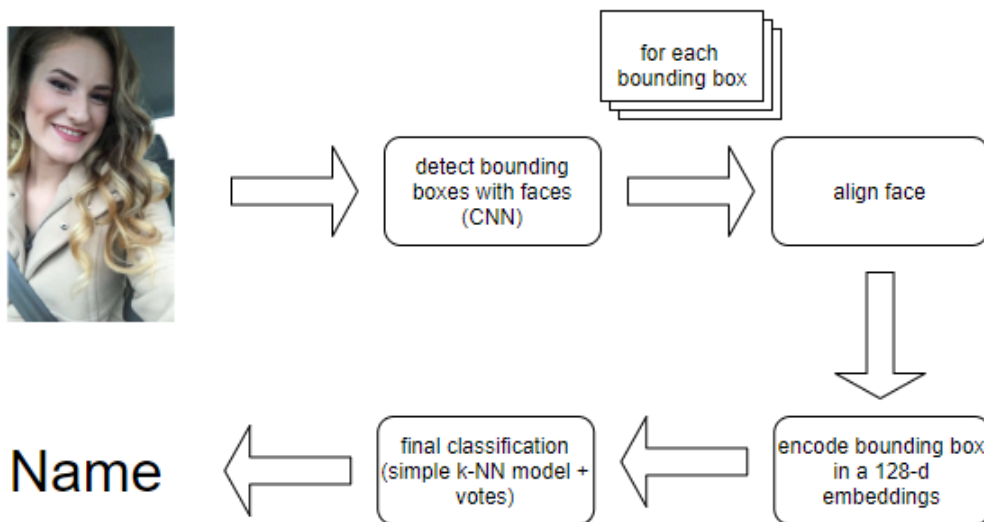 for each
bounding box
detect bounding
boxes with faces
(CNN)
align face
encode bounding box
in a 128-d
embeddings
final classification
(simple k-NN model +
votes)
Name